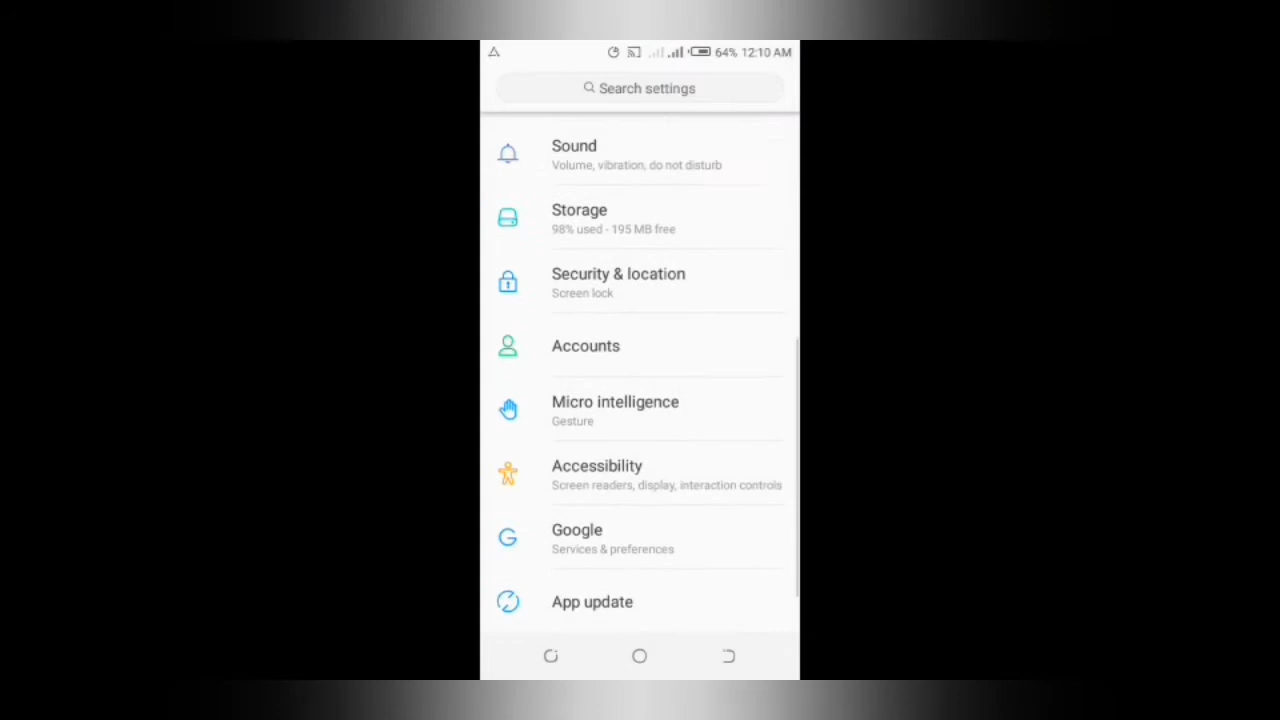 64% 12:10 AM
Search settings
Sound
Volume, vibration, do not disturb
Storage
98% used - 195 MB free
Security & location
Screen lock
Accounts
Micro intelligence
Gesture
Accessibility
Screen readers, display, interaction controls
Google
Services & preferences
App update